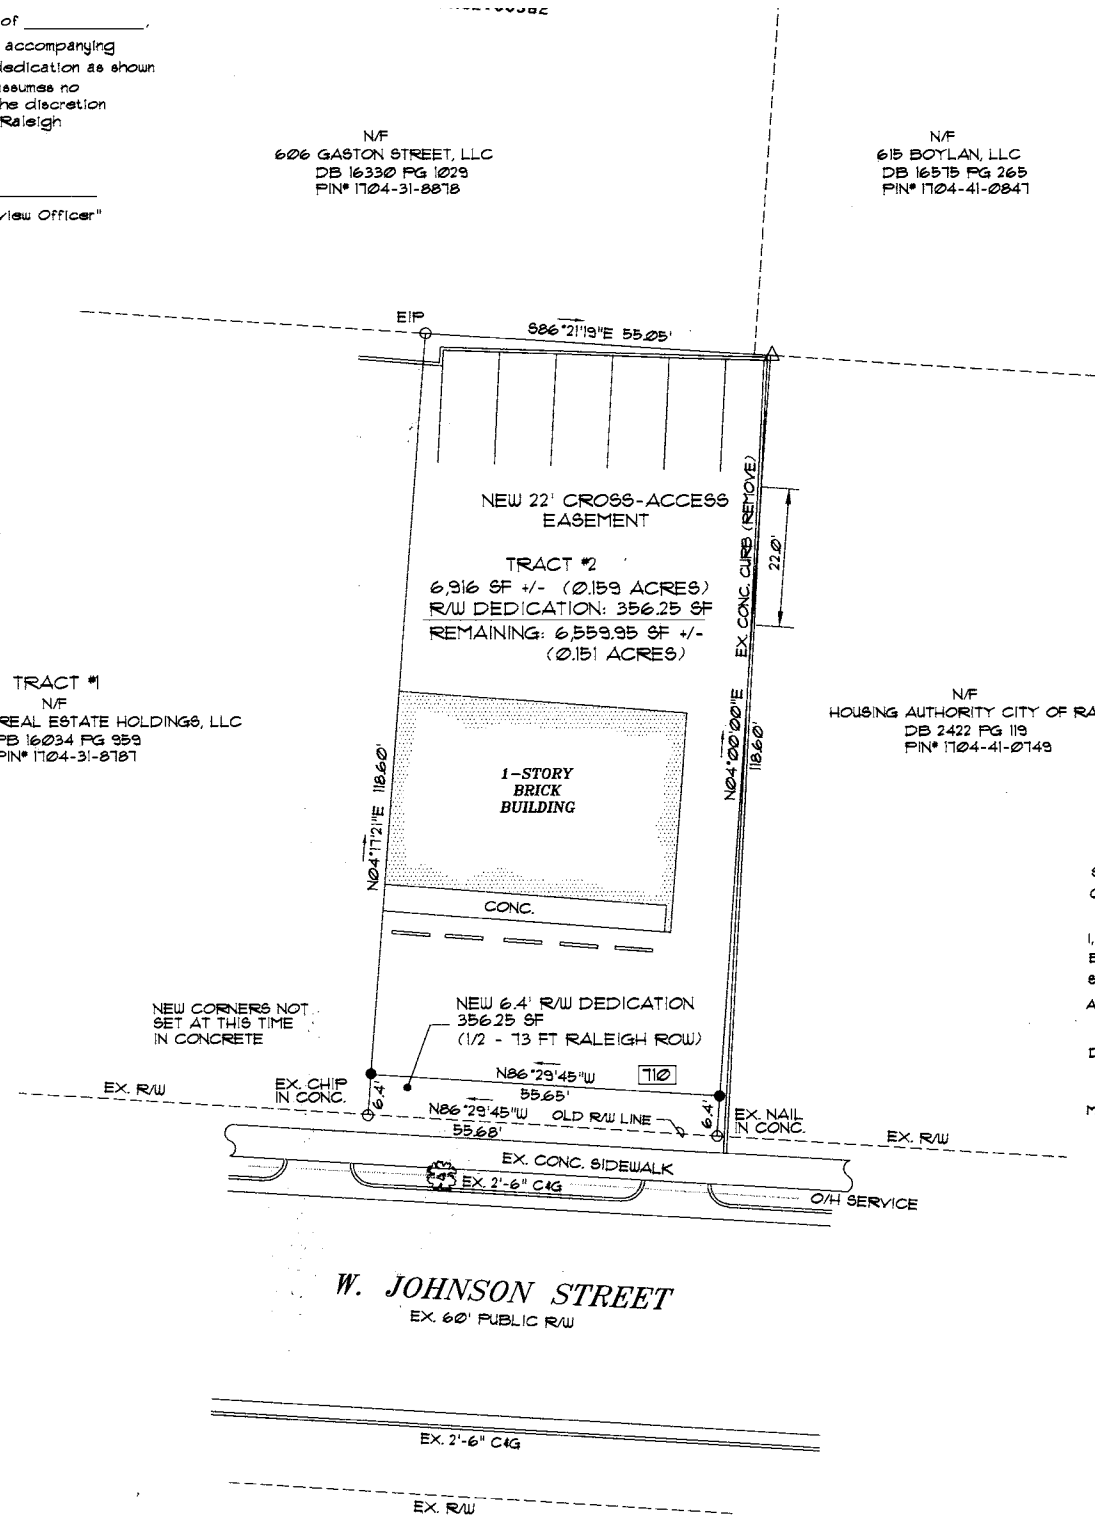 of ____________,
accompanying
dedication as shown
assumes no
he discretion
Raleigh
view Officer"
N/F
606 GASTON STREET, LLC
DB 16330 PG 1029
PIN# 1704-31-8878
N/F
615 BOYLAN, LLC
DB 16575 PG 265
PIN# 1704-41-0847
EIP
S86°21'19"E 55.05'
NEW 22' CROSS-ACCESS
EASEMENT
TRACT #2
6,916 SF +/- (0.159 ACRES)
R/W DEDICATION: 356.25 SF
REMAINING: 6,559.95 SF +/-
(0.151 ACRES)
EX. CONC. CURB (REMOVE)
22.0'
TRACT #1
N/F
REAL ESTATE HOLDINGS, LLC
PB 16034 PG 959
PIN# 1704-31-8787
N04°17'21"E 118.60'
1-STORY
BRICK
BUILDING
N04°00'00"E
118.60'
N/F
HOUSING AUTHORITY CITY OF RA
DB 2422 PG 119
PIN# 1704-41-0749
CONC.
NEW CORNERS NOT
SET AT THIS TIME
IN CONCRETE
NEW 6.4' R/W DEDICATION
356.25 SF
(1/2 - 73 FT RALEIGH ROW)
N86°29'45"W
710
55.65'
EX. R/W
EX. CHIP
IN CONC.
6.4'
N86°29'45"W
55.68'
OLD R/W LINE
6.4'
EX. NAIL
IN CONC.
EX. R/W
EX. CONC. SIDEWALK
4"
EX. 2'-6" C&G
O/H SERVICE
W. JOHNSON STREET
EX. 60' PUBLIC R/W
EX. 2'-6" C&G
EX. R/W